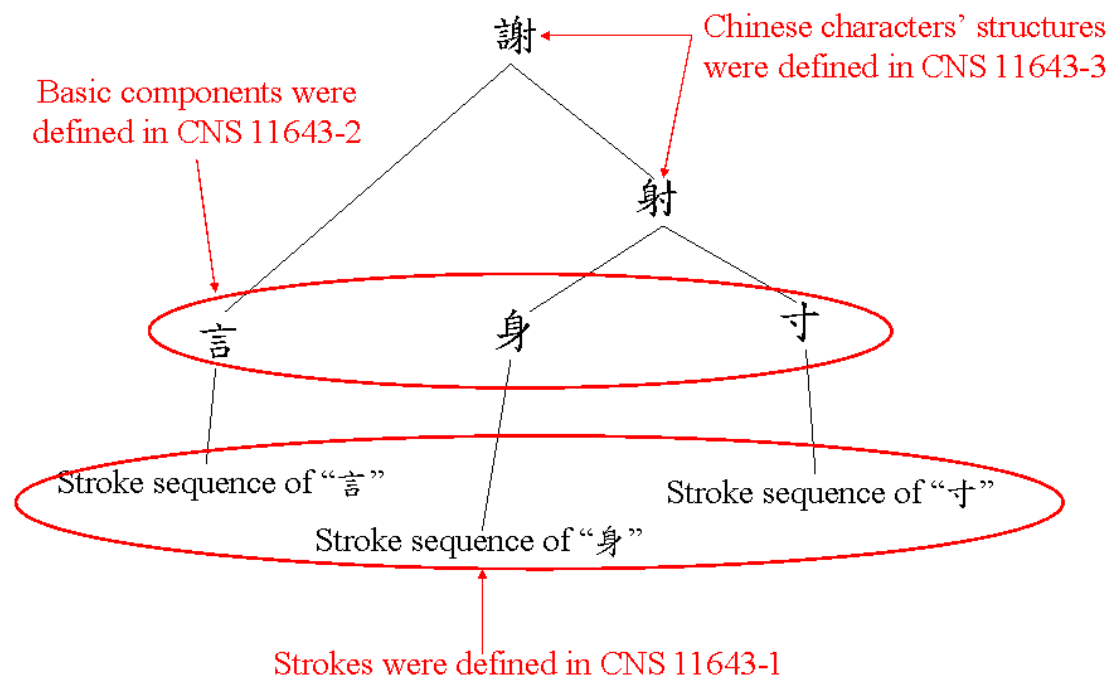 謝
Chinese characters’ structures
were defined in CNS 11643-3
Basic components were
defined in CNS 11643-2
射
言
身
寸
Stroke sequence of “言”
Stroke sequence of “身”
Stroke sequence of “寸”
Strokes were defined in CNS 11643-1